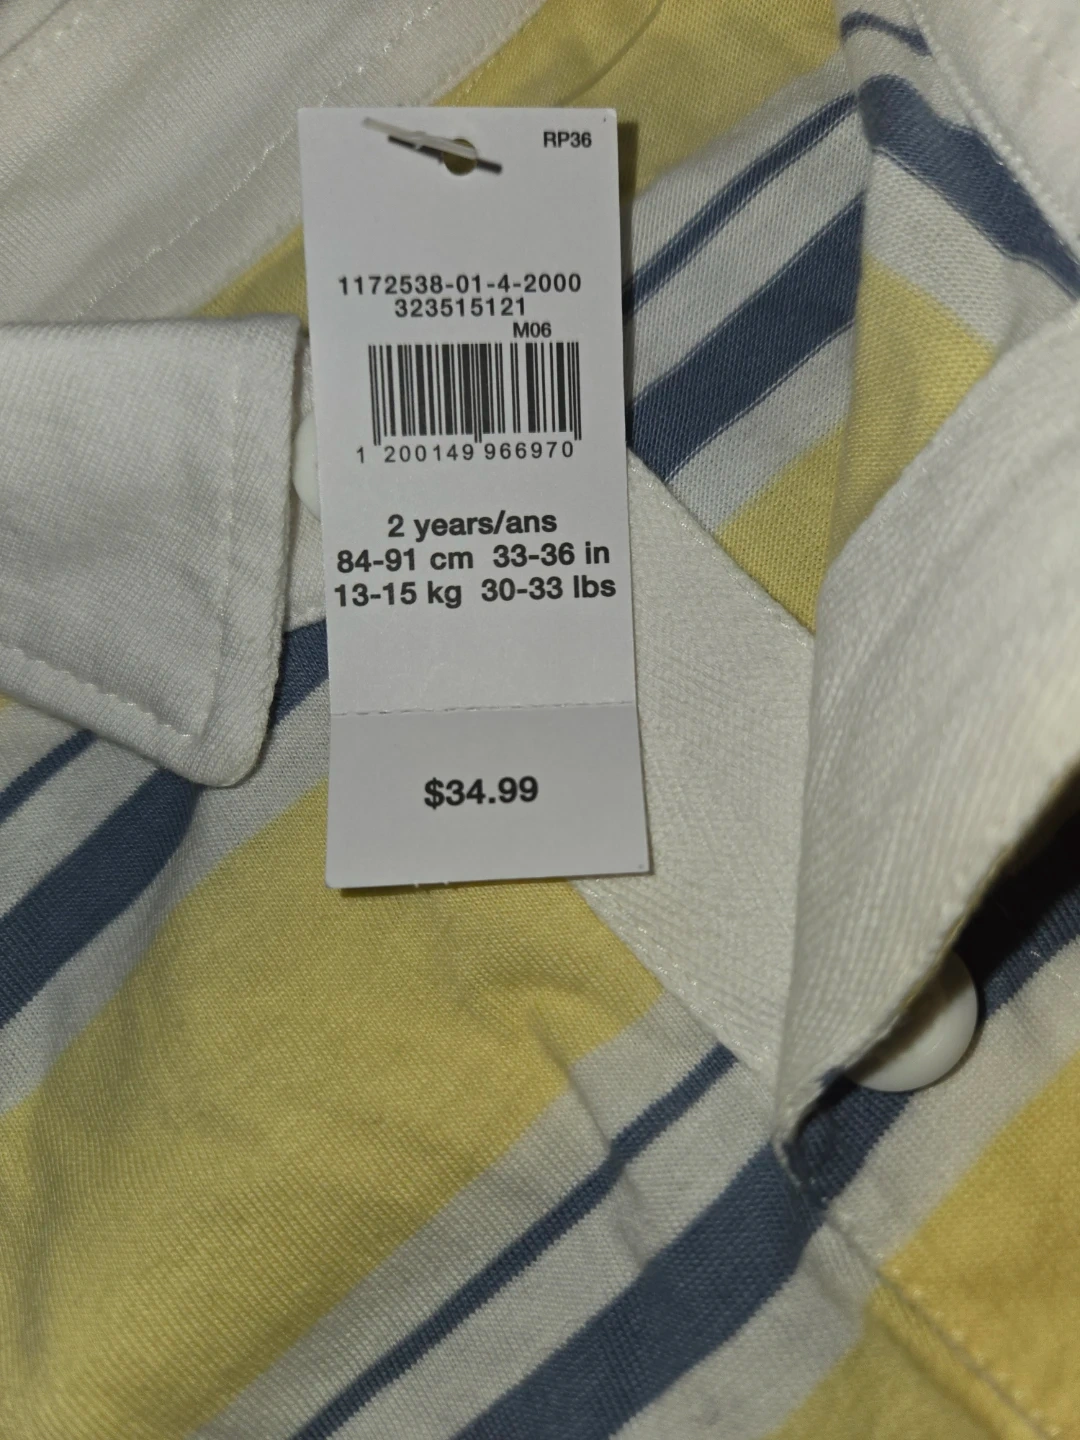 RP36
1172538-01-4-2000
323515121
M06
1 200149 966970
2 years/ans
84-91 cm 33-36 in
13-15 kg 30-33 lbs
$34.99